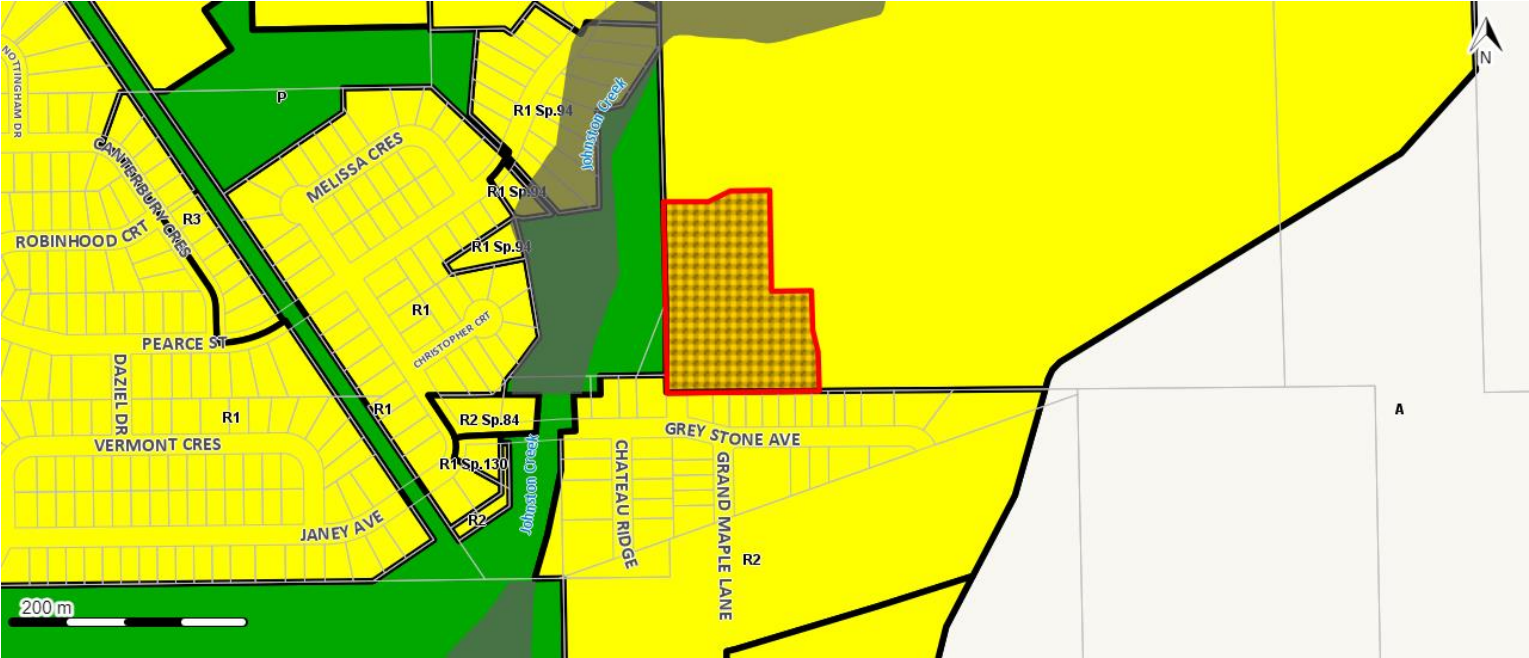 NOTTINGHAM DR
N
P
R1 Sp.94
Johnston Creek
MELISSA CRES
CANTERBURY CRES
R1 Sp.94
R3
ROBINHOOD CRT
R1 Sp.94
R1
CHRISTOPHER CRT
PEARCE ST
DAZIEL DR
R1
R1
A
R2 Sp.84
VERMONT CRES
GREY STONE AVE
R1 Sp.130
CHATEAU RIDGE
GRAND MAPLE LANE
Johnston Creek
R2
JANEY AVE
R2
200 m